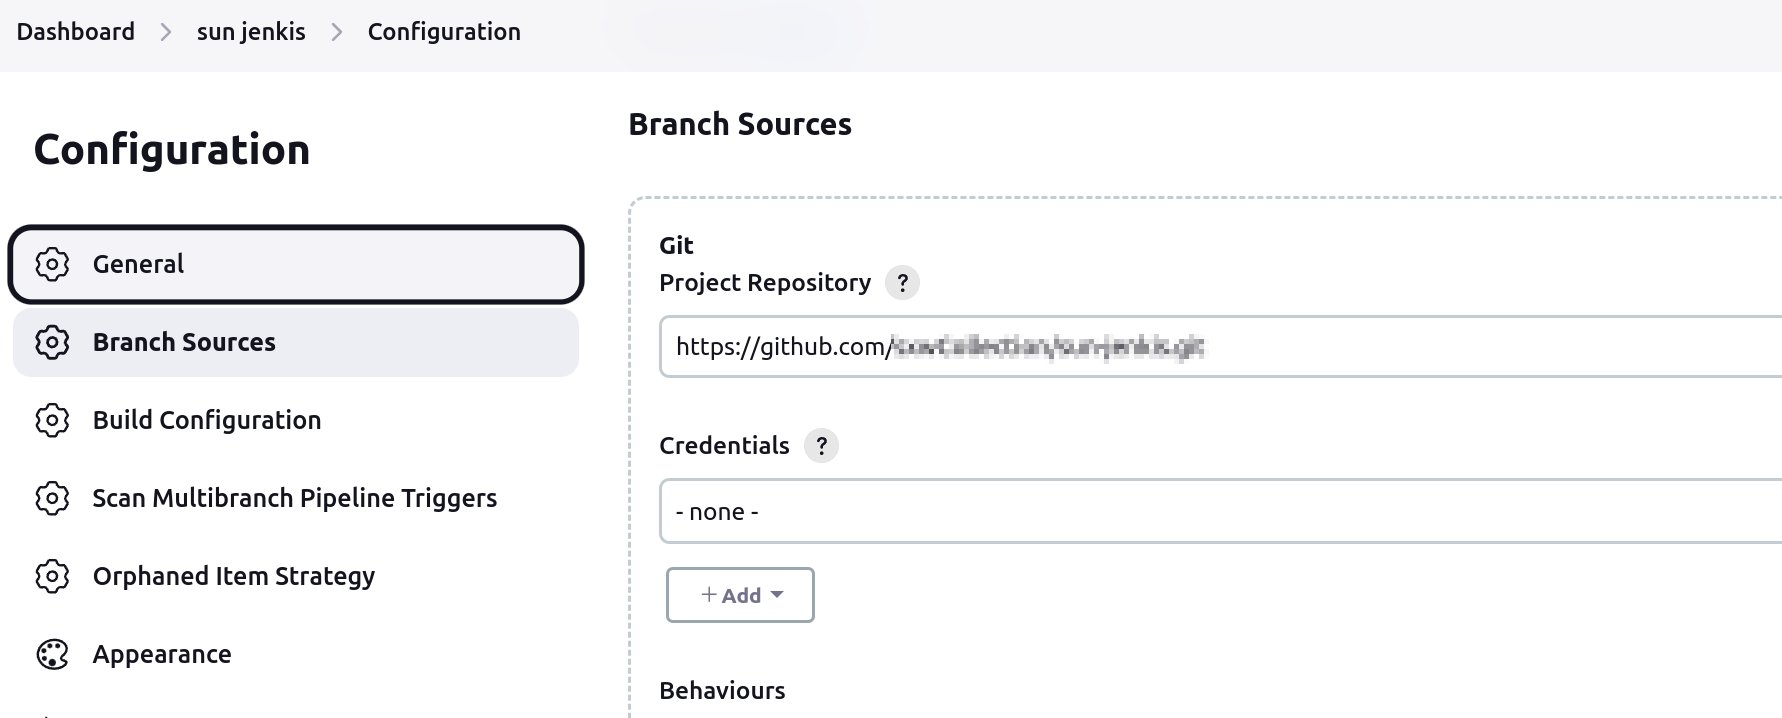 Dashboard > sun jenkis > Configuration
Configuration
General
Branch Sources
Build Configuration
Scan Multibranch Pipeline Triggers
Orphaned Item Strategy
Appearance
Branch Sources
Git
Project Repository ?
https://github.com/
Credentials ?
- none -
+ Add
Behaviours